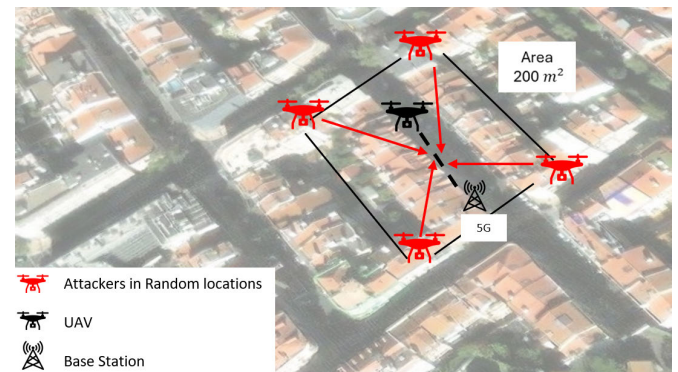 Area
200 m²
5G
Attackers in Random locations
UAV
Base Station